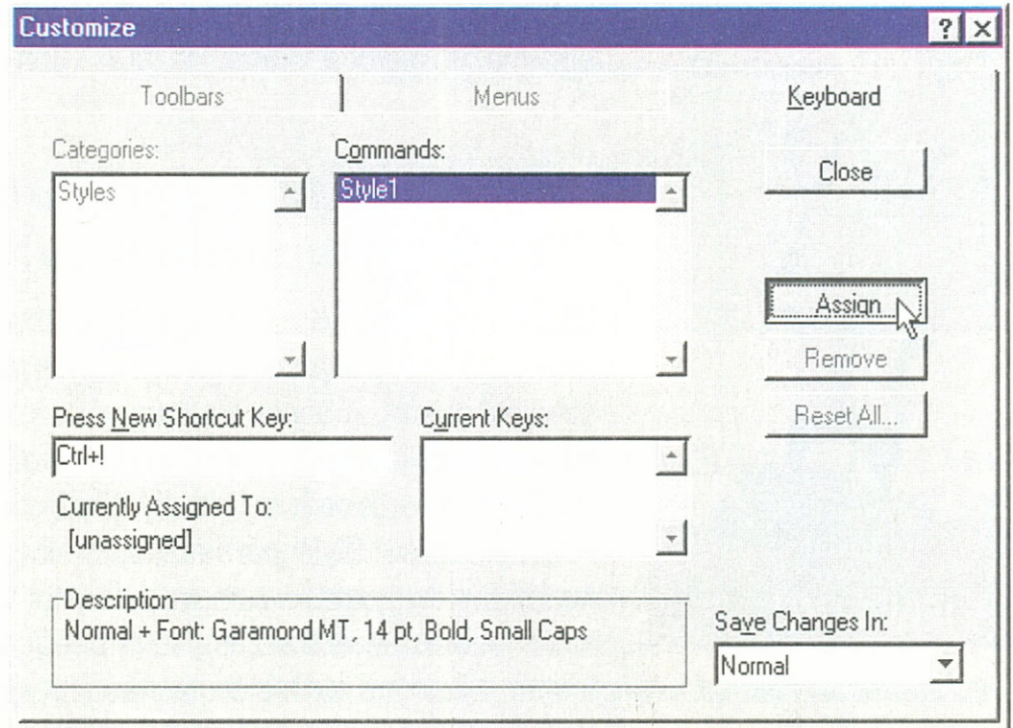 Customize
Toolbars Menus Keyboard
Categories: Commands:
Styles Style1
Close
Assign
Remove
Reset All...
Press New Shortcut Key: Current Keys:
Ctrl+!
Currently Assigned To:
[unassigned]
Description
Normal + Font: Garamond MT, 14 pt, Bold, Small Caps
Save Changes In:
Normal